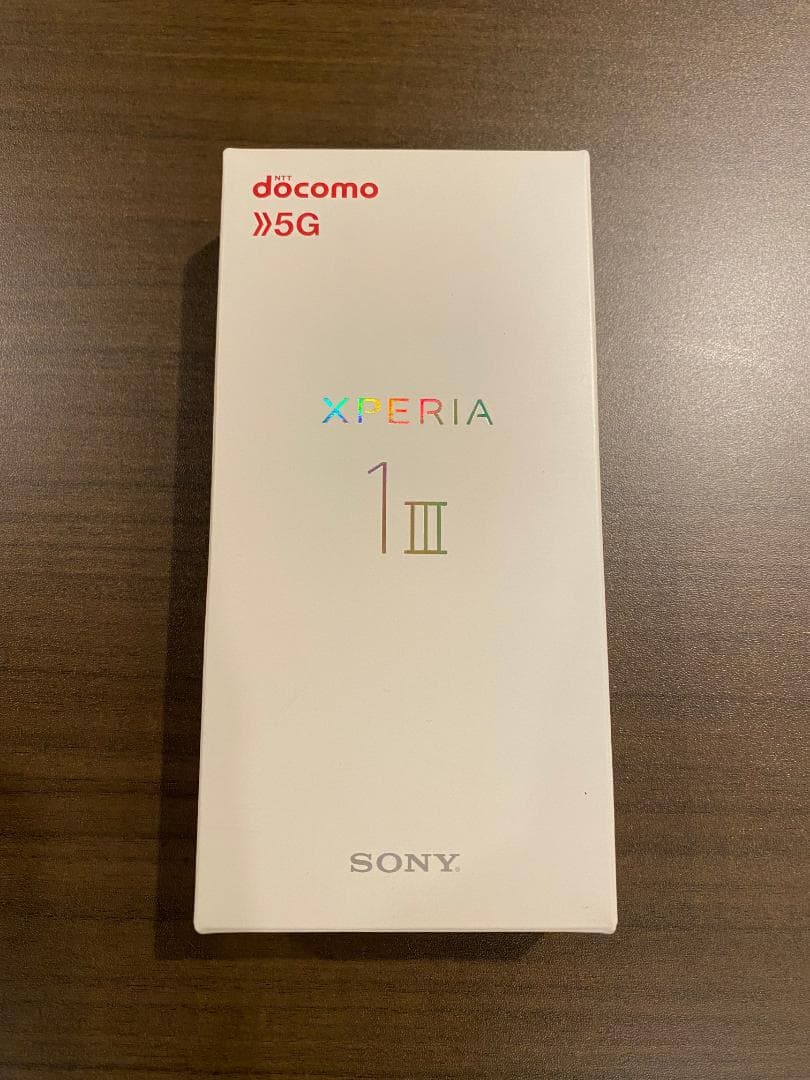 NTT
docomo
5G
XPERIA
1 III
SONY